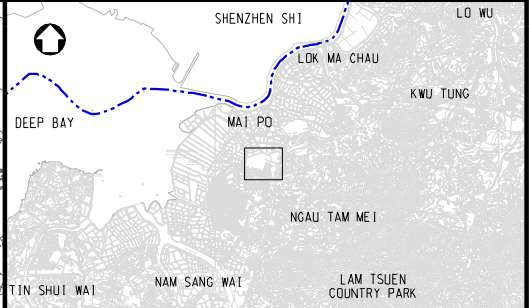 SHENZHEN SHI
LO WU
LOK MA CHAU
KWU TUNG
DEEP BAY
MAI PO
NGAU TAM MEI
TIN SHUI WAI
NAM SANG WAI
LAM TSUEN
COUNTRY PARK